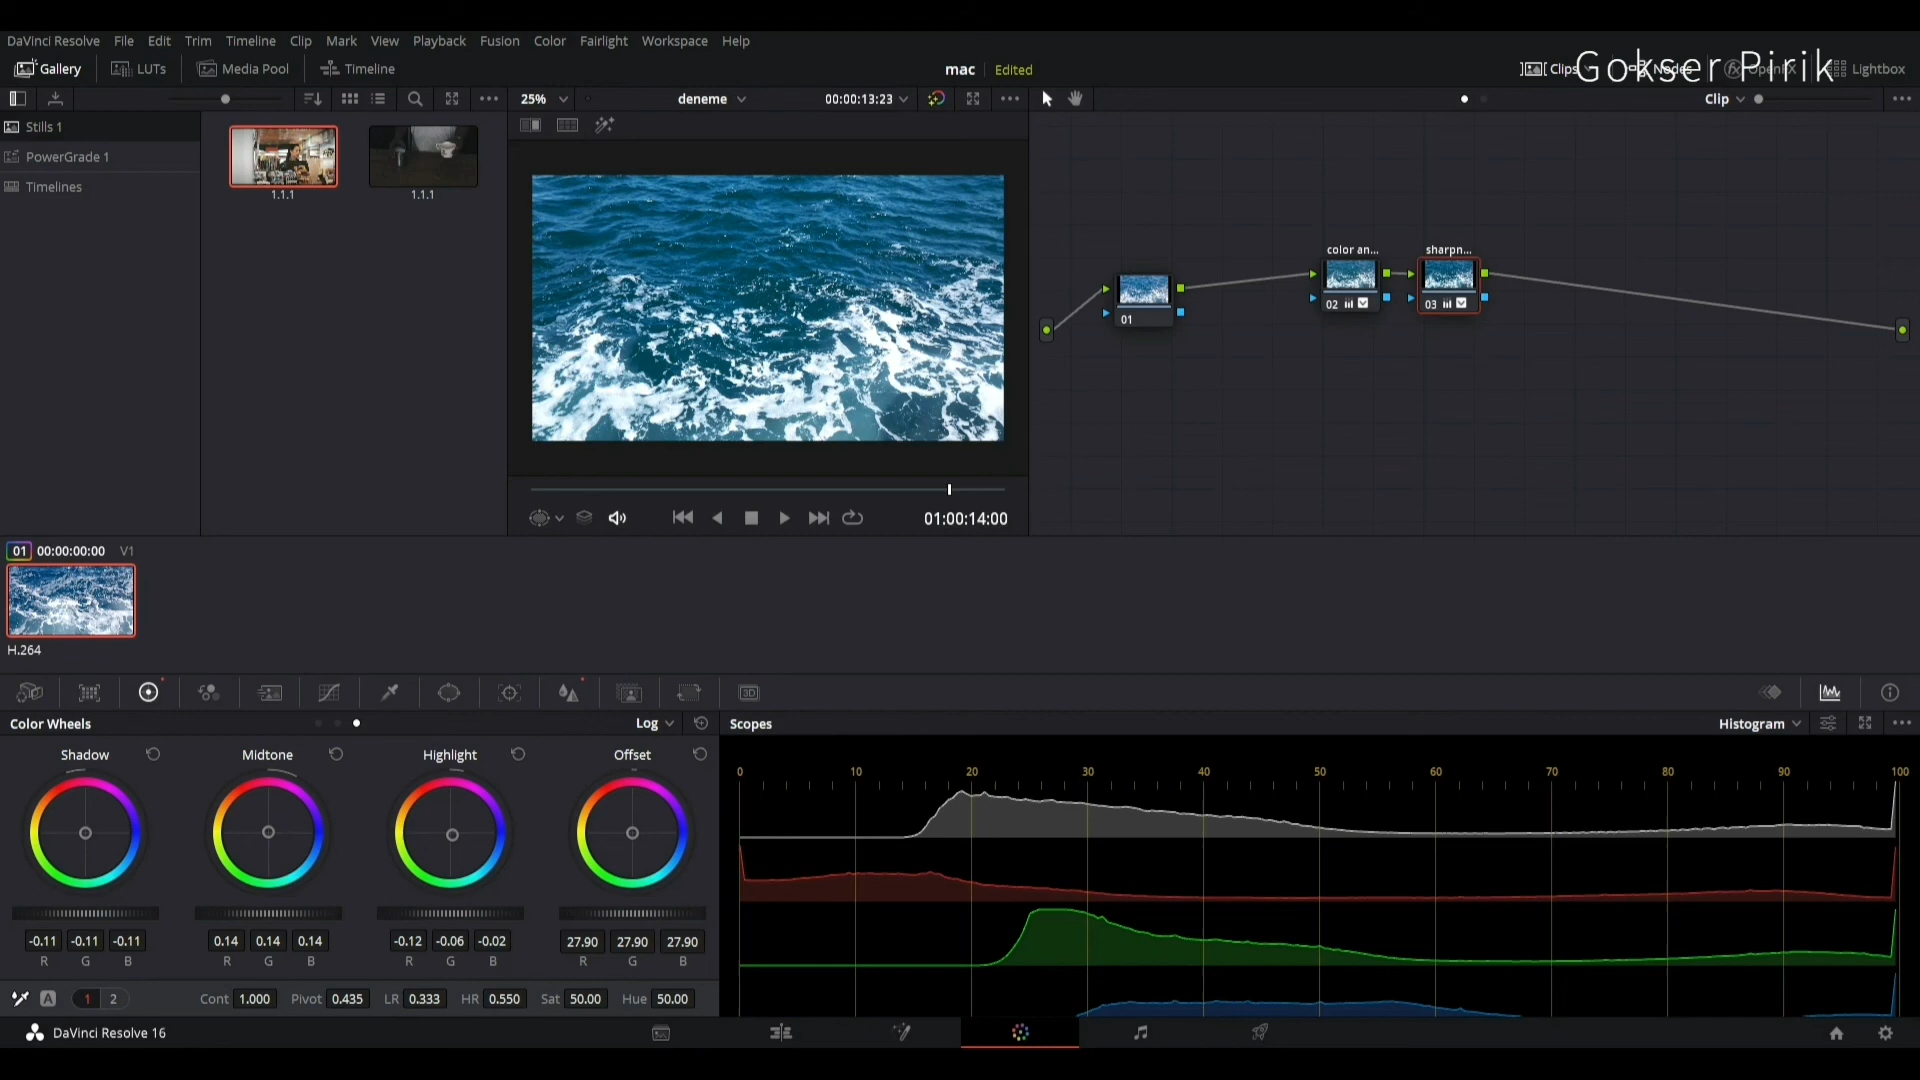 DaVinci Resolve File Edit Trim Timeline Clip Mark View Playback Fusion Color Fairlight Workspace Help
Gallery LUTs Media Pool Timeline mac Edited Clips Nodes OpenFX Lightbox
Gokser Pirik
25% deneme 00:00:13:23 Clip
Stills 1
PowerGrade 1
Timelines
1.1.1 1.1.1
color an... sharpn...
01 02 03
01:00:14:00
01 00:00:00:00 V1
H.264
3D
Color Wheels Log Scopes Histogram
Shadow Midtone Highlight Offset
0 10 20 30 40 50 60 70 80 90 100
-0.11 -0.11 -0.11 0.14 0.14 0.14 -0.12 -0.06 -0.02 27.90 27.90 27.90
R G B R G B R G B R G B
A 1 2 Cont 1.000 Pivot 0.435 LR 0.333 HR 0.550 Sat 50.00 Hue 50.00
DaVinci Resolve 16